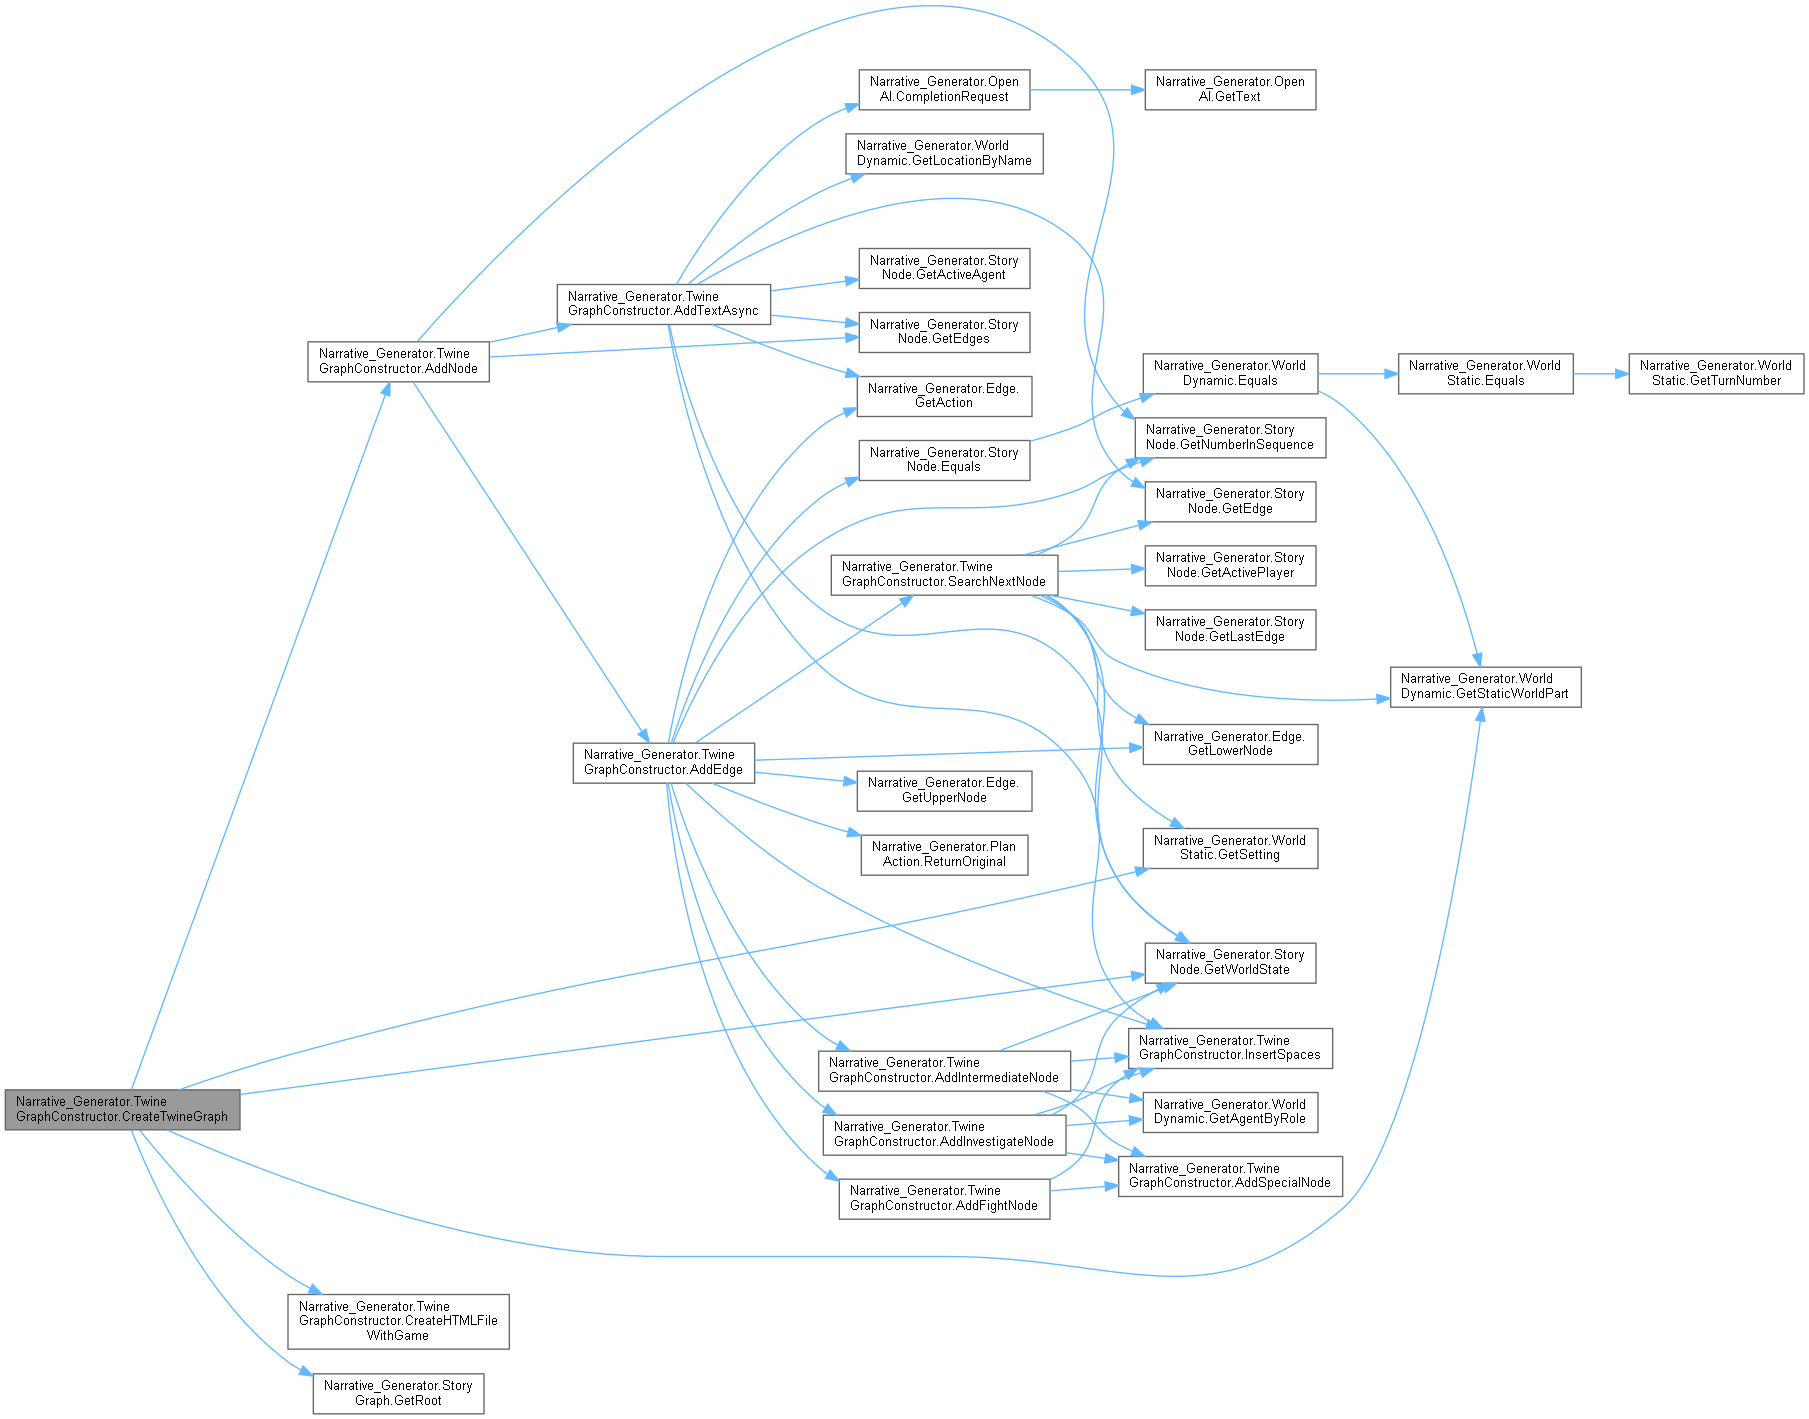 Narrative_Generator.Open
AI.CompletionRequest
Narrative_Generator.Open
AI.GetText
Narrative_Generator.World
Dynamic.GetLocationByName
Narrative_Generator.Story
Node.GetActiveAgent
Narrative_Generator.Twine
GraphConstructor.AddTextAsync
Narrative_Generator.Story
Node.GetEdges
Narrative_Generator.Twine
GraphConstructor.AddNode
Narrative_Generator.World
Dynamic.Equals
Narrative_Generator.World
Static.Equals
Narrative_Generator.World
Static.GetTurnNumber
Narrative_Generator.Edge.
GetAction
Narrative_Generator.Story
Node.GetNumberInSequence
Narrative_Generator.Story
Node.Equals
Narrative_Generator.Story
Node.GetEdge
Narrative_Generator.Twine
GraphConstructor.SearchNextNode
Narrative_Generator.Story
Node.GetActivePlayer
Narrative_Generator.Story
Node.GetLastEdge
Narrative_Generator.World
Dynamic.GetStaticWorldPart
Narrative_Generator.Edge.
GetLowerNode
Narrative_Generator.Twine
GraphConstructor.AddEdge
Narrative_Generator.Edge.
GetUpperNode
Narrative_Generator.Plan
Action.ReturnOriginal
Narrative_Generator.World
Static.GetSetting
Narrative_Generator.Story
Node.GetWorldState
Narrative_Generator.Twine
GraphConstructor.InsertSpaces
Narrative_Generator.Twine
GraphConstructor.AddIntermediateNode
Narrative_Generator.Twine
GraphConstructor.CreateTwineGraph
Narrative_Generator.World
Dynamic.GetAgentByRole
Narrative_Generator.Twine
GraphConstructor.AddInvestigateNode
Narrative_Generator.Twine
GraphConstructor.AddSpecialNode
Narrative_Generator.Twine
GraphConstructor.AddFightNode
Narrative_Generator.Twine
GraphConstructor.CreateHTMLFile
WithGame
Narrative_Generator.Story
Graph.GetRoot